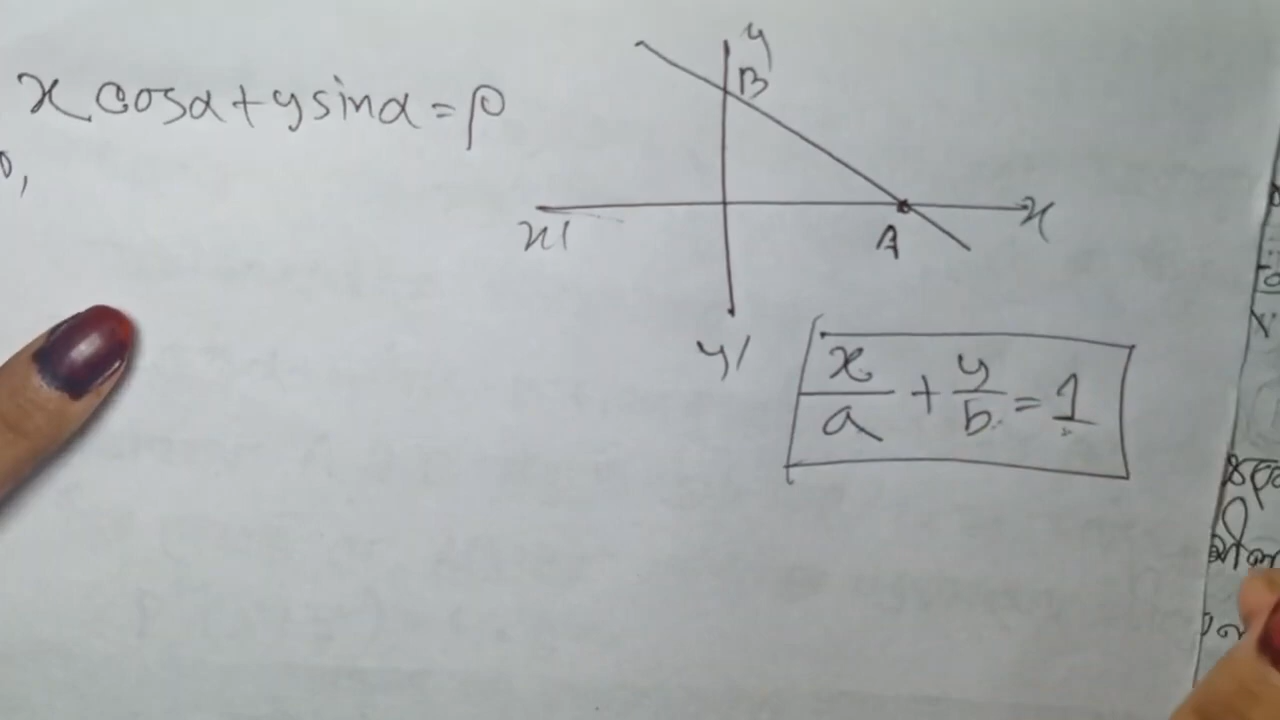 x cosα + y sinα = p
y
B
x'
x
A
y'
x/a + y/b = 1